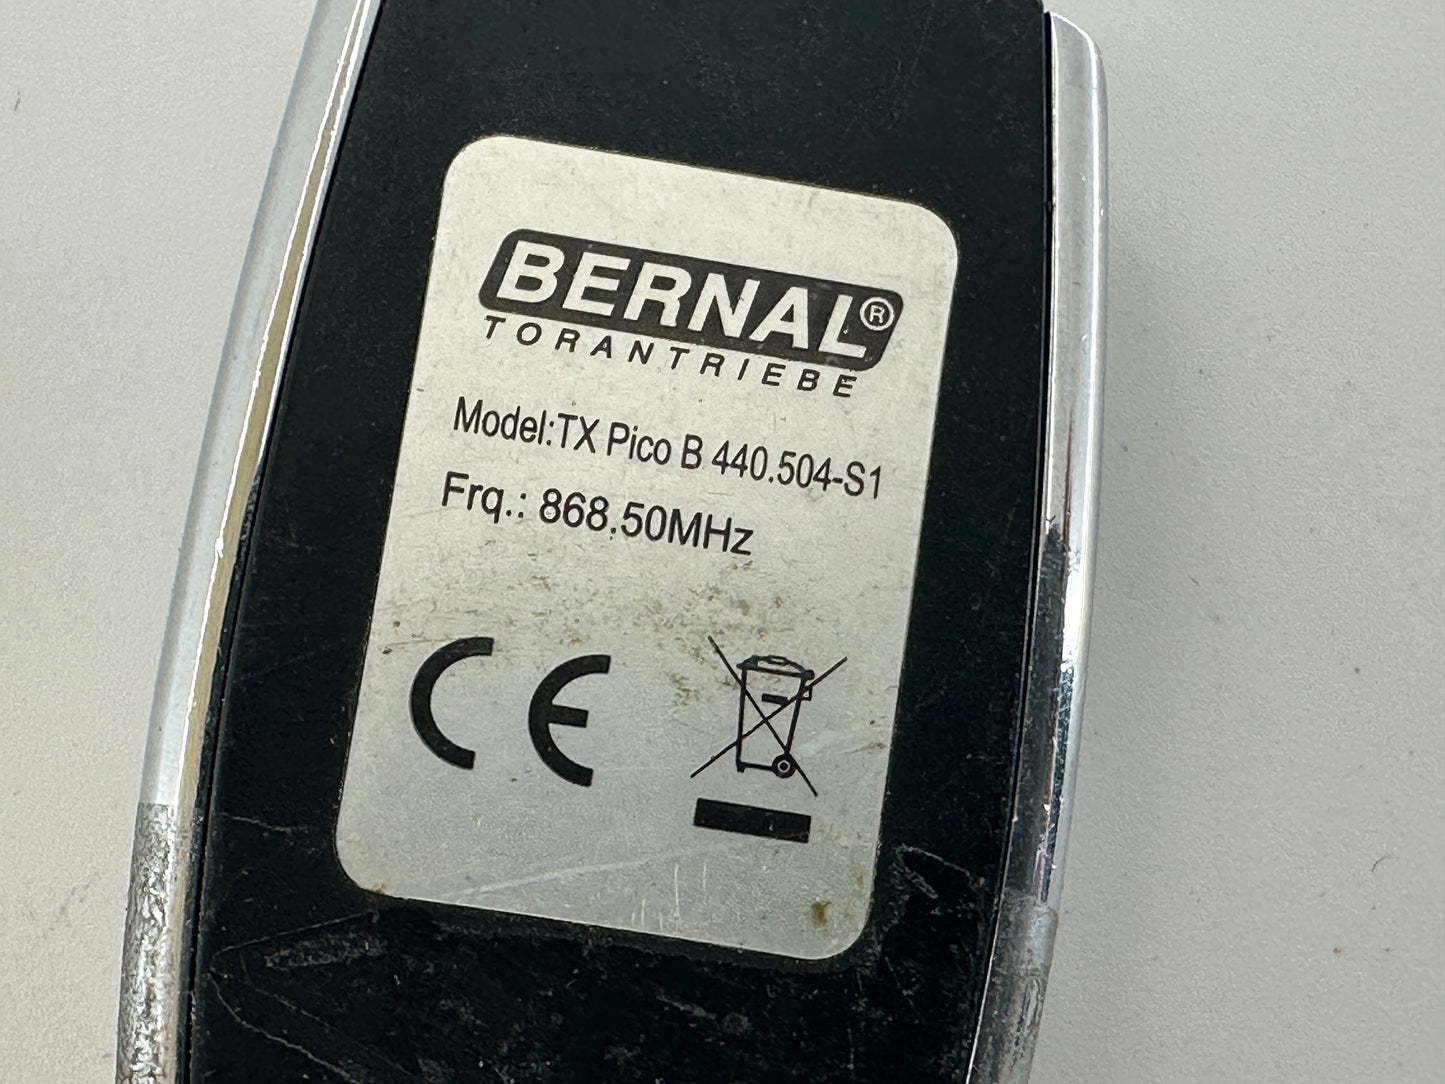 BERNAL®
TORANTRIEBE
Model:TX Pico B 440.504-S1
Frq.: 868.50MHz
CE